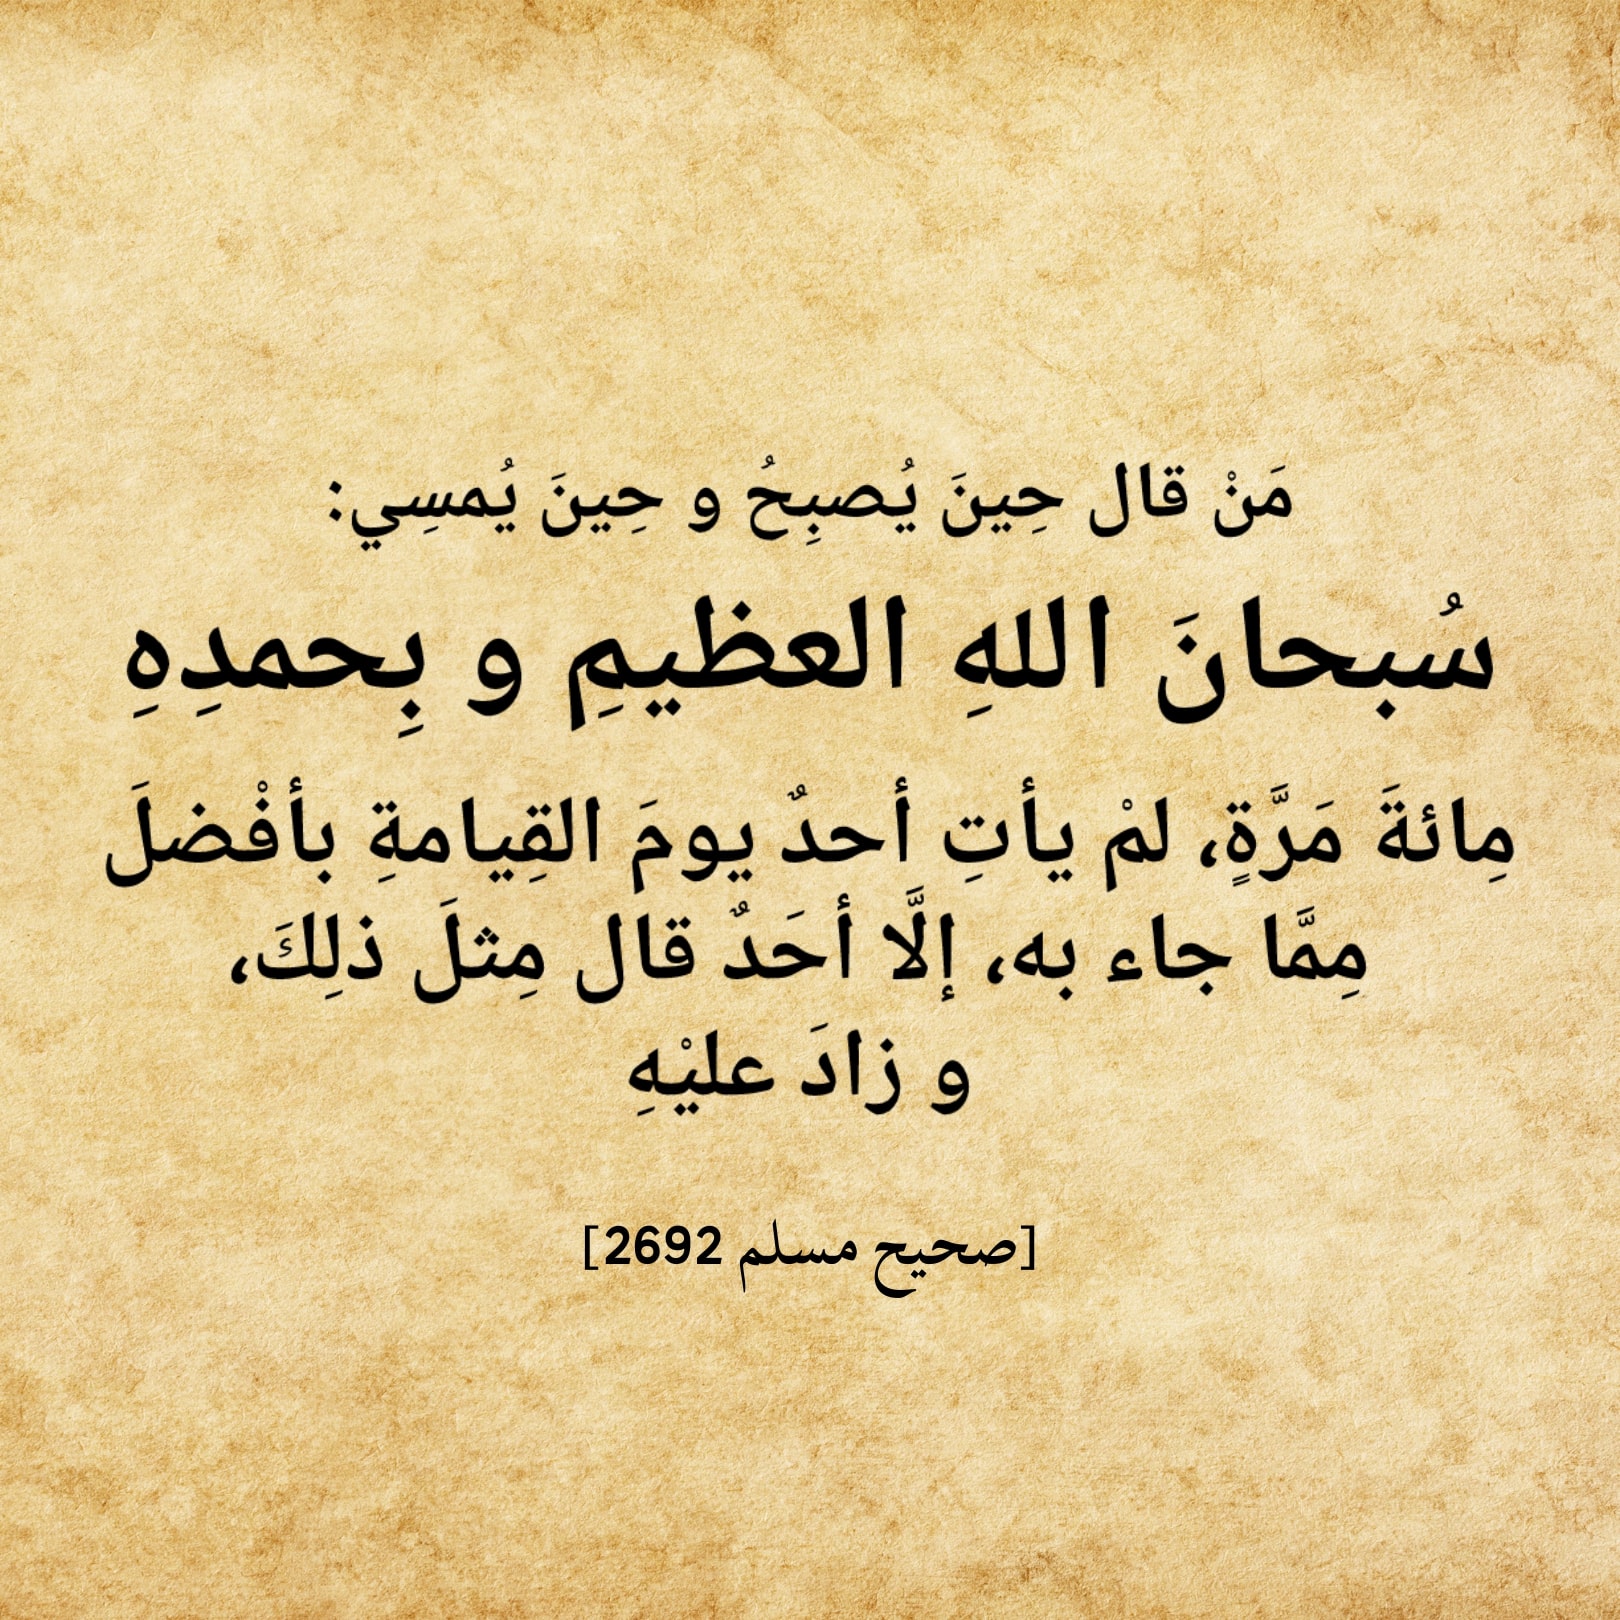 مَنْ قال حِينَ يُصبِحُ و حِينَ يُمسِي:
سُبحانَ اللهِ العظيمِ و بِحمدِهِ
مِائةَ مَرَّةٍ، لمْ يأتِ أحدٌ يومَ القِيامةِ بأفْضلَ
مِمَّا جاء به، إلَّا أحَدٌ قال مِثلَ ذلِكَ،
و زادَ عليْهِ
[صحيح مسلم 2692]